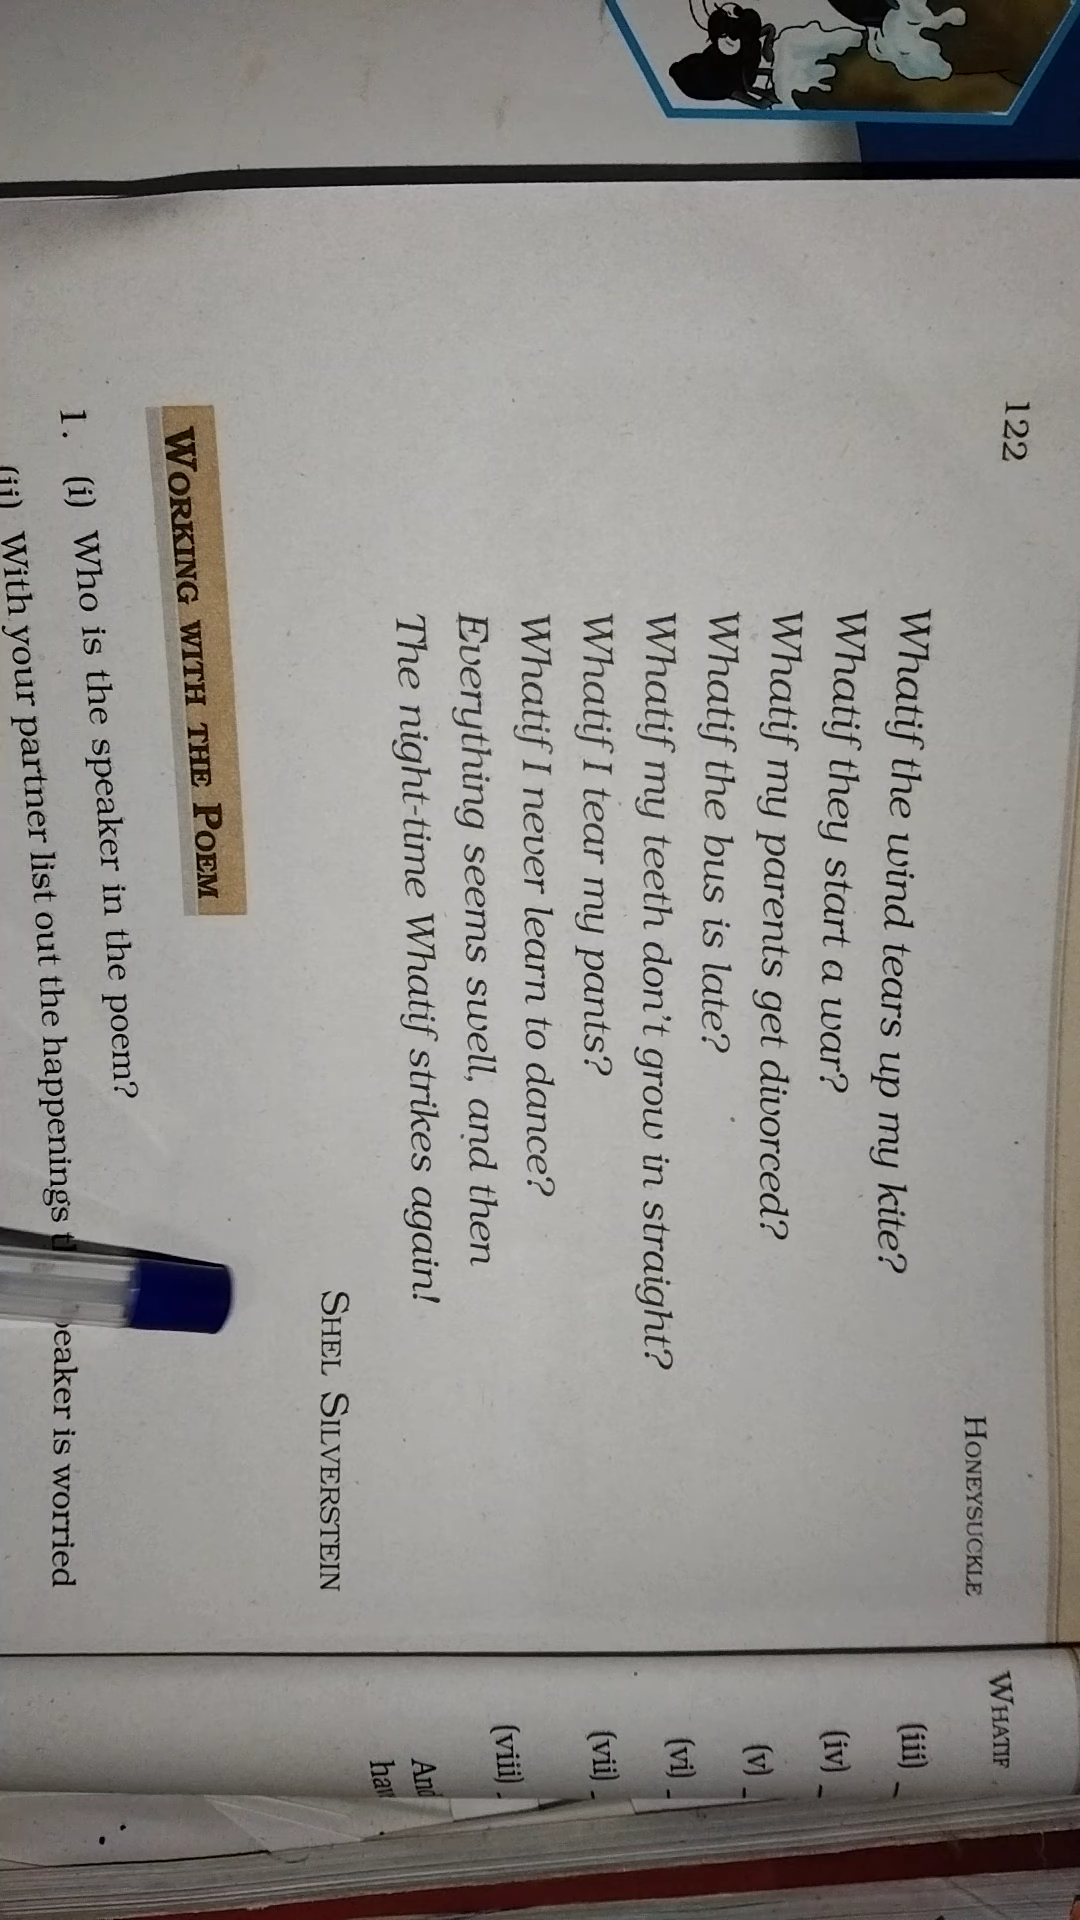 122
HONEYSUCKLE
Whatif the wind tears up my kite?
Whatif they start a war?
Whatif my parents get divorced?
Whatif the bus is late?
Whatif my teeth don't grow in straight?
Whatif I tear my pants?
Whatif I never learn to dance?
Everything seems swell, and then
The night-time Whatif strikes again!
SHEL SILVERSTEIN
WORKING WITH THE POEM
1. (i) Who is the speaker in the poem?
(ii) With your partner list out the happenings is worried
WHATIF
(iii)
(iv)
(v)
(vi)
(vii)
(viii)